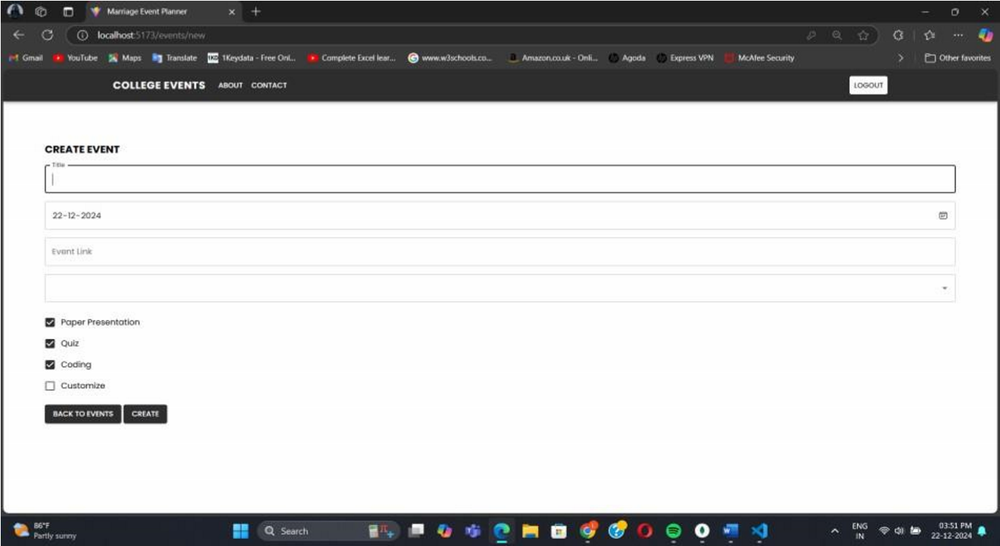 Marriage Event Planner
localhost:5173/events/new
Gmail YouTube Maps Translate 1Keydata - Free Onl... Complete Excel lear... www.w3schools.co... Amazon.co.uk - Onli... Agoda Express VPN McAfee Security Other favorites
COLLEGE EVENTS ABOUT CONTACT LOGOUT
CREATE EVENT
Title
22-12-2024
Event Link
Paper Presentation
Quiz
Coding
Customize
BACK TO EVENTS CREATE
86°F
Partly sunny
Search
ENG
IN
03:51 PM
22-12-2024